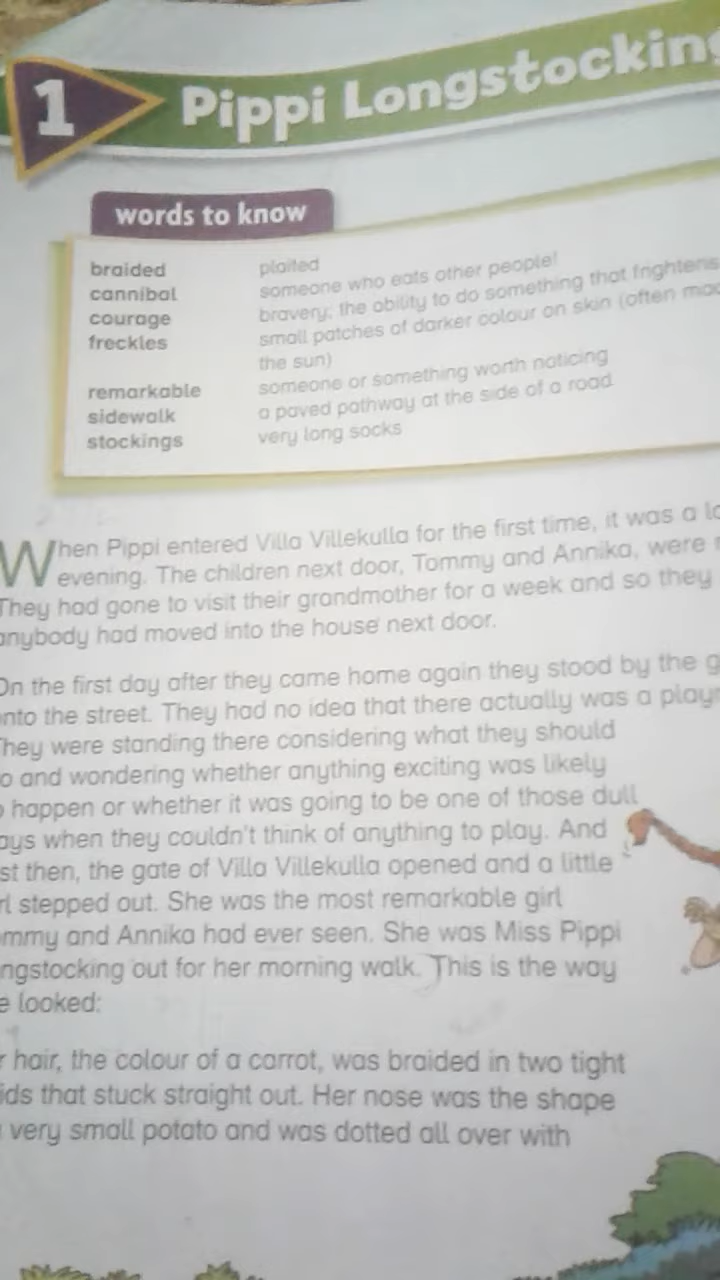 1
Pippi Longstocking
words to know
braided plaited
cannibal someone who eats other people!
courage bravery; the ability to do something that frightens
freckles small patches of darker colour on skin (often
the sun)
remarkable someone or something worth noticing
sidewalk a paved pathway at the side of a road
stockings very long socks
When Pippi entered Villa Villekulla for the first time, it was a
evening. The children next door, Tommy and Annika, were
They had gone to visit their grandmother for a week and so they
anybody had moved into the house next door.
On the first day after they came home again they stood by the
onto the street. They had no idea that there actually was a
They were standing there considering what they should
and wondering whether anything exciting was likely
happen or whether it was going to be one of those dull
days when they couldn't think of anything to play. And
then, the gate of Villa Villekulla opened and a little
stepped out. She was the most remarkable girl
Tommy and Annika had ever seen. She was Miss Pippi
Longstocking out for her morning walk. This is the way
looked:
hair, the colour of a carrot, was braided in two tight
that stuck straight out. Her nose was the shape
very small potato and was dotted all over with